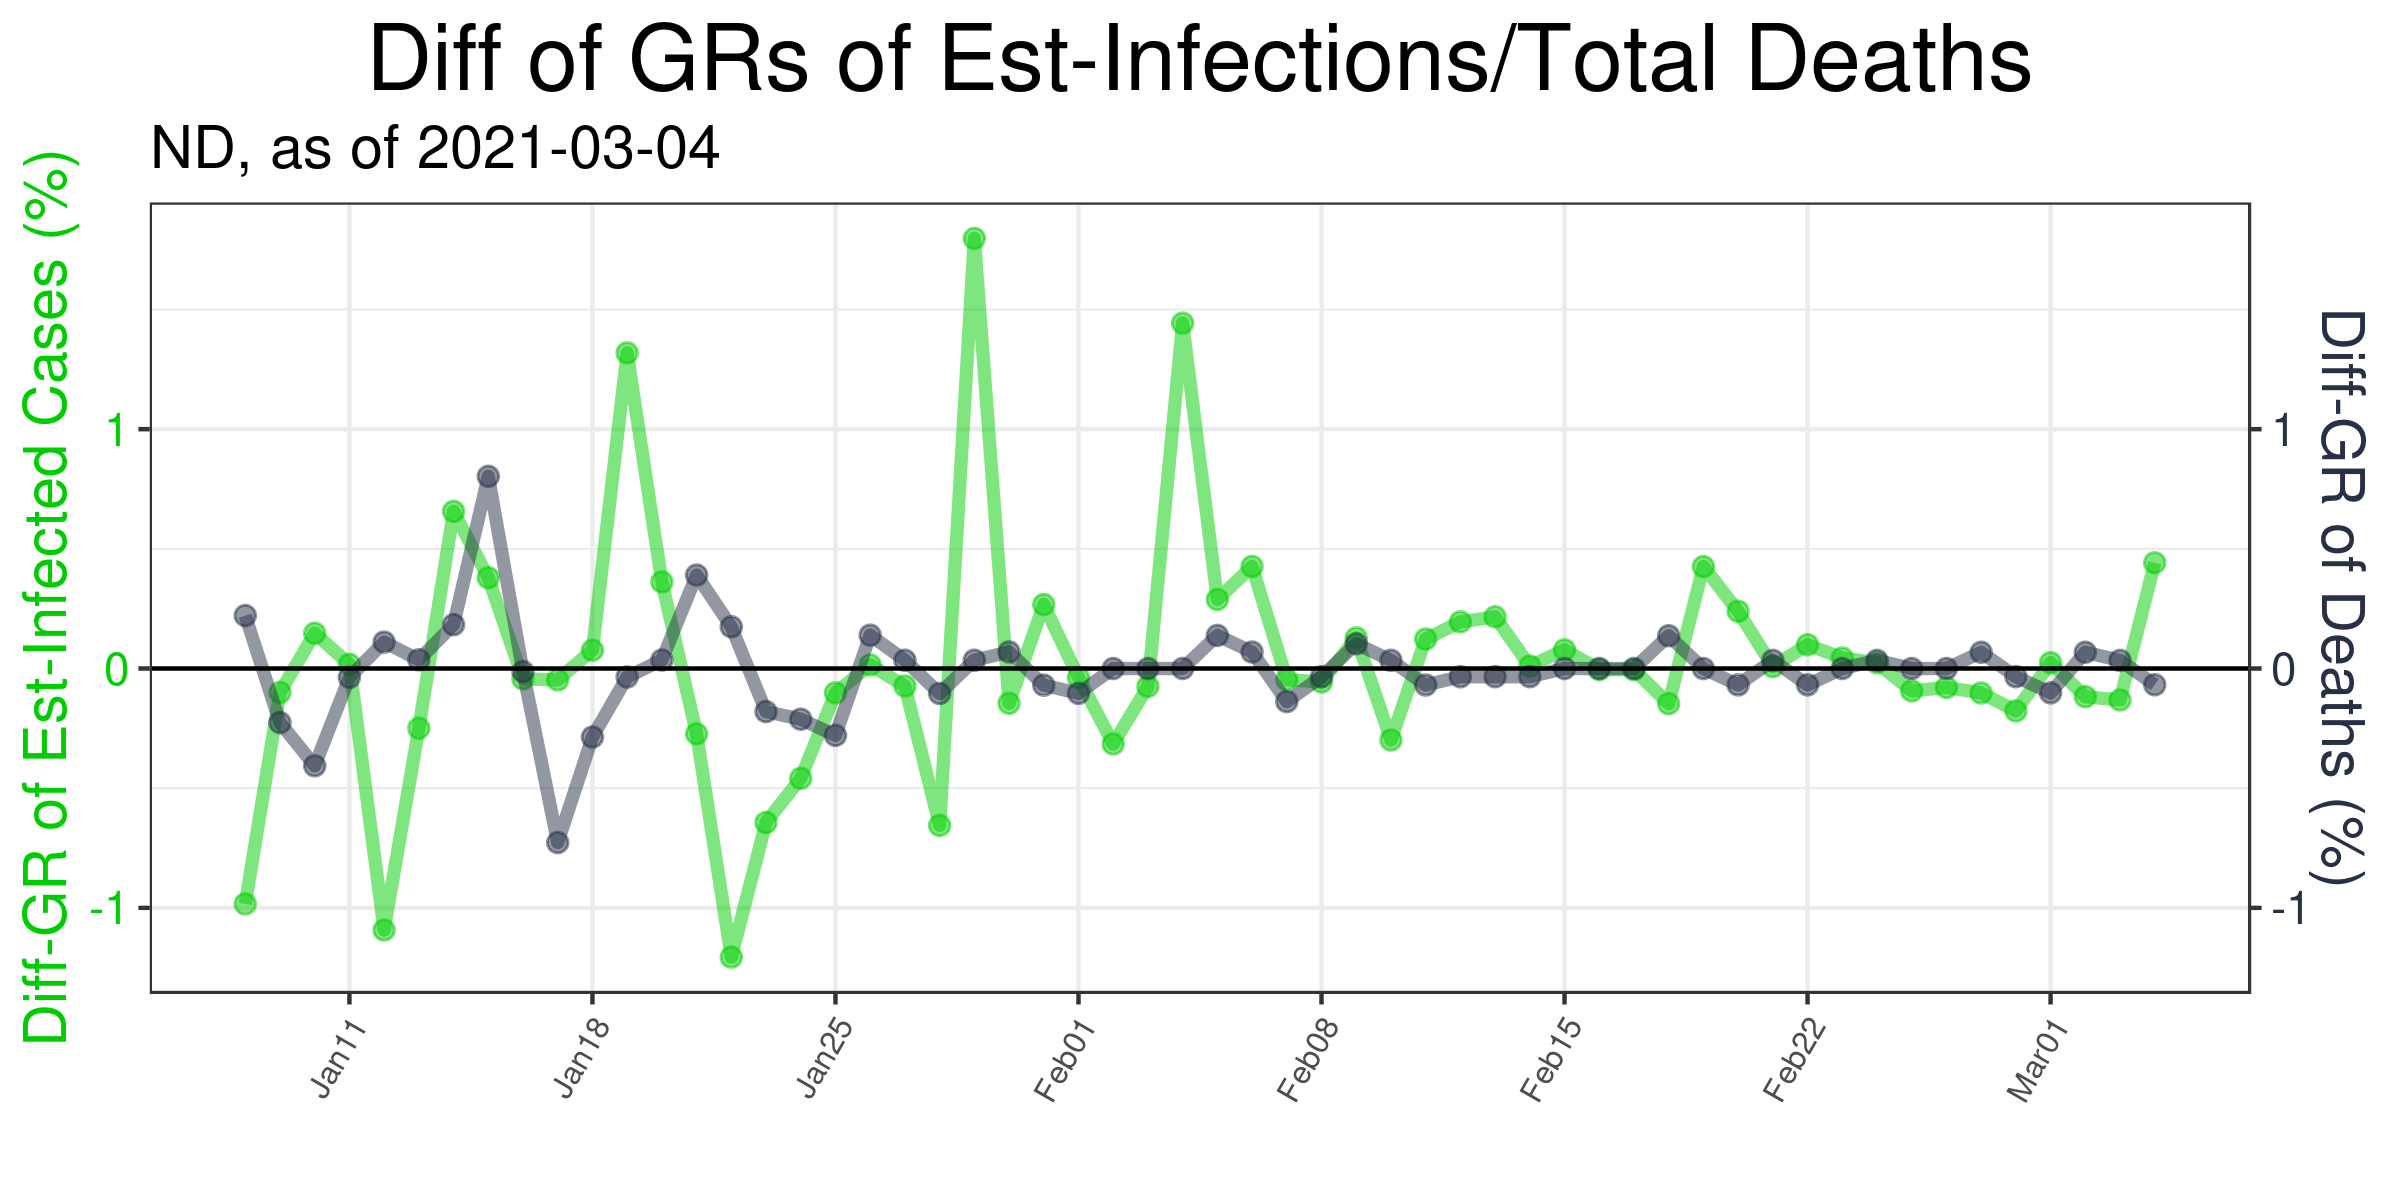 Diff of GRs of Est-Infections/Total Deaths
ND, as of 2021-03-04
Diff-GR of Est-Infected Cases (%)
1
0
-1
1
0
-1
Diff-GR of Deaths (%)
Jan11
Jan18
Jan25
Feb01
Feb08
Feb15
Feb22
Mar01